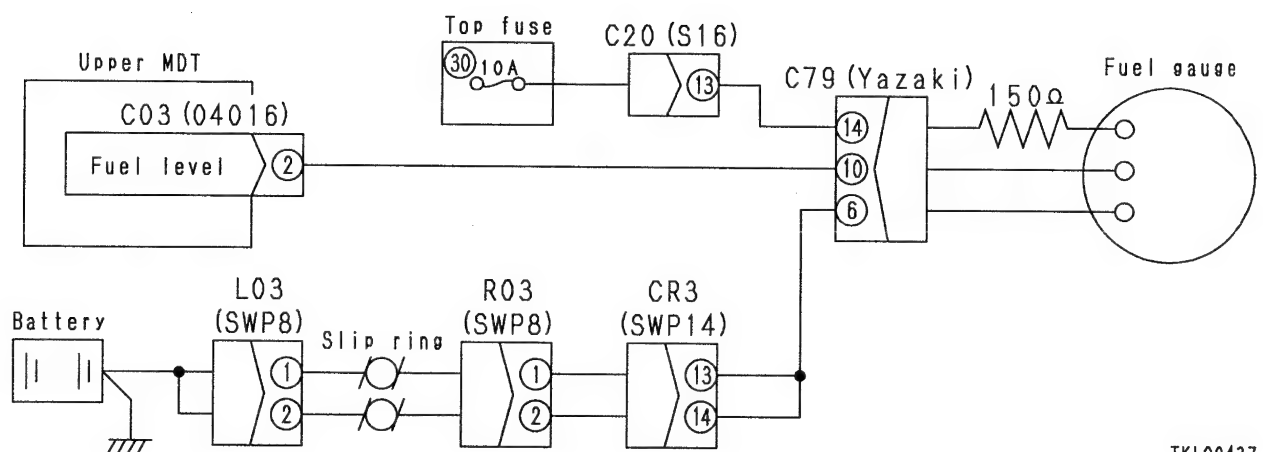 Top fuse
30
10A
C20 (S16)
13
Upper MDT
C03 (04016)
Fuel level
2
C79 (Yazaki)
14
10
6
150Ω
Fuel gauge
Battery
L03
(SWP8)
1
2
Slip ring
R03
(SWP8)
1
2
CR3
(SWP14)
13
14